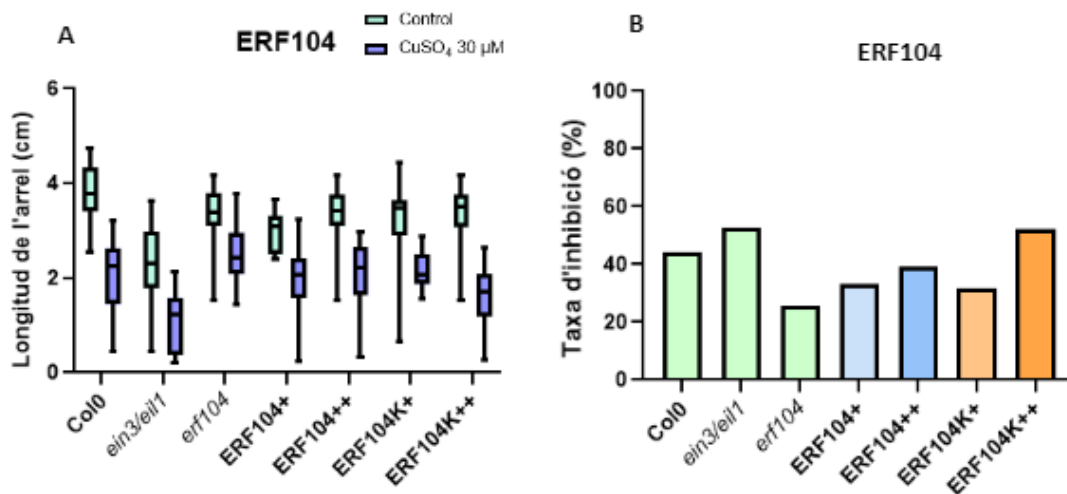 A
ERF104
Control
CuSO₄ 30 µM
Longitud de l'arrel (cm)
6
4
2
0
Col0
ein3/eil1
erf104
ERF104+
ERF104++
ERF104K+
ERF104K++
B
ERF104
Taxa d'inhibició (%)
100
80
60
40
20
0
Col0
ein3/eil1
erf104
ERF104+
ERF104++
ERF104K+
ERF104K++